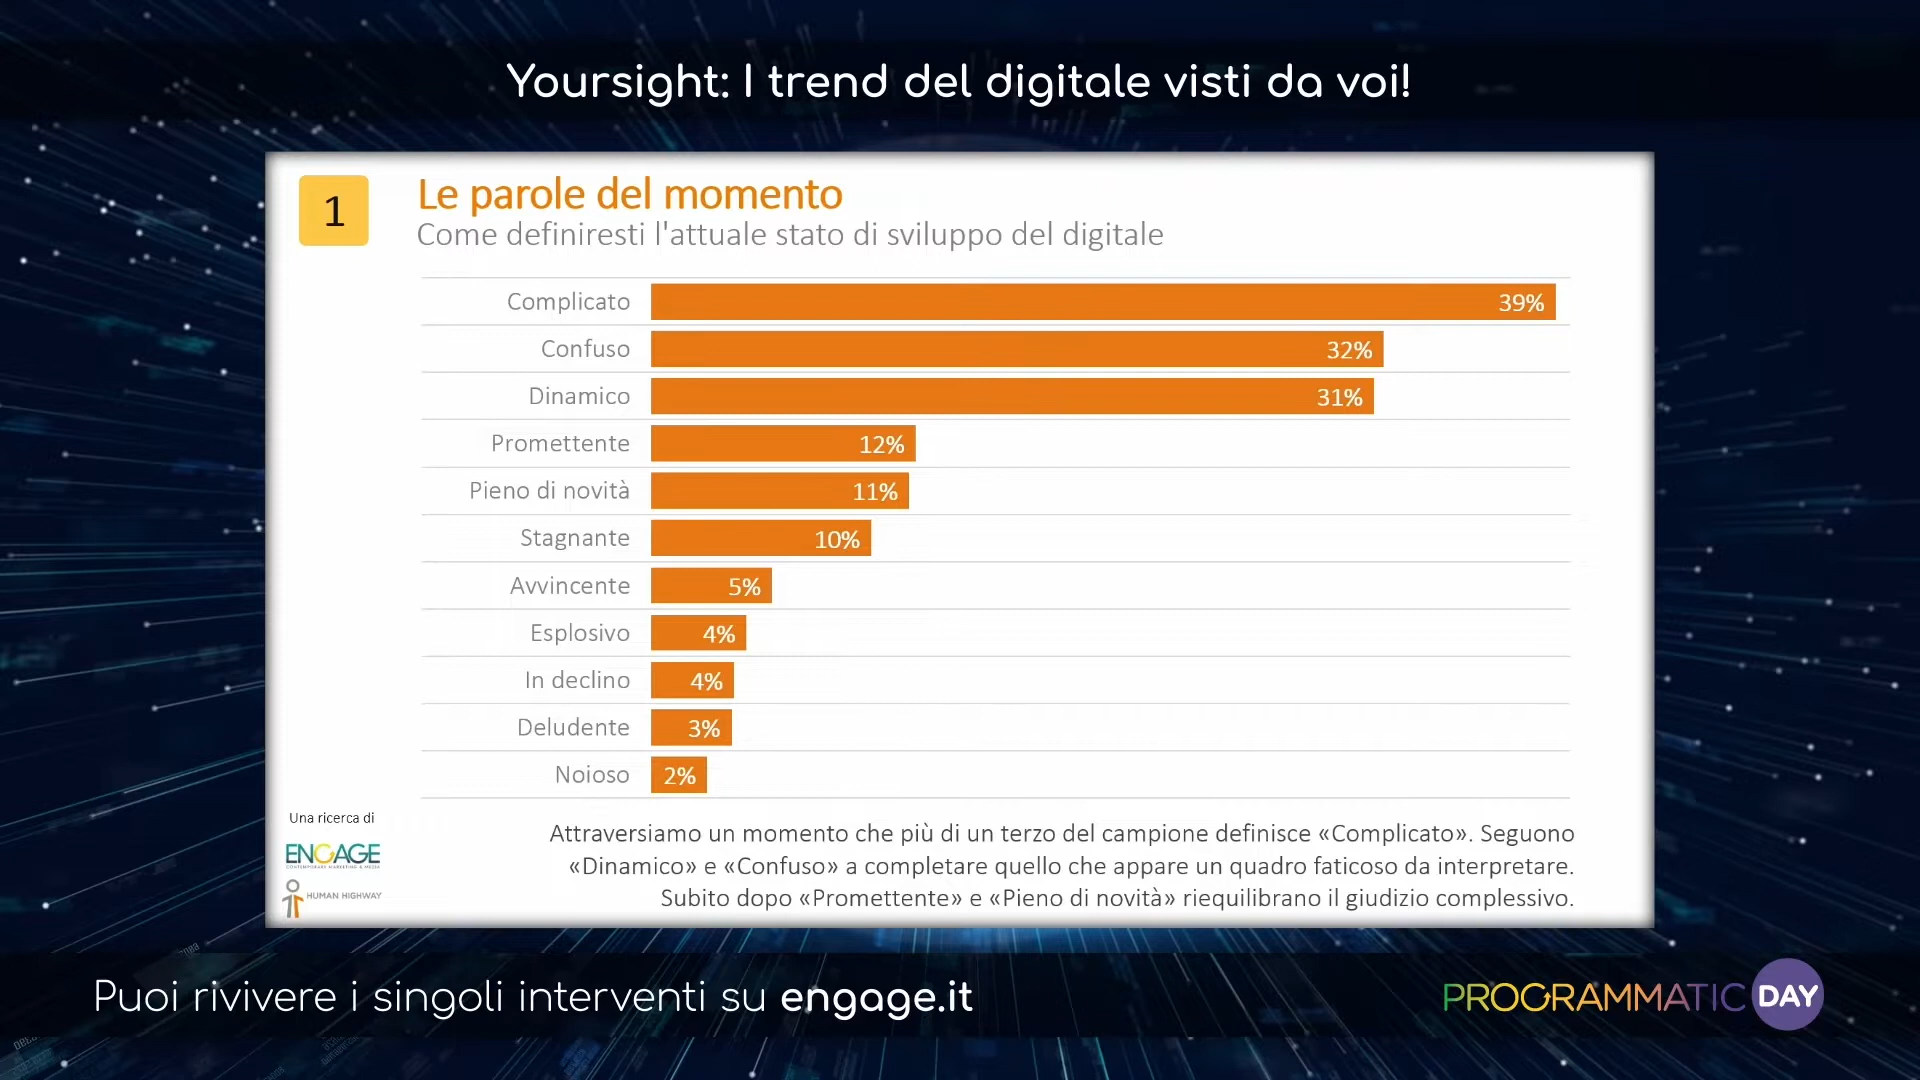 Yoursight: I trend del digitale visti da voi!
1
Le parole del momento
Come definiresti l'attuale stato di sviluppo del digitale
Complicato 39%
Confuso 32%
Dinamico 31%
Promettente 12%
Pieno di novità 11%
Stagnante 10%
Avvincente 5%
Esplosivo 4%
In declino 4%
Deludente 3%
Noioso 2%
Una ricerca di
ENGAGE
CONTEMPORARY MARKETING & MEDIA
HUMAN HIGHWAY
Attraversiamo un momento che più di un terzo del campione definisce «Complicato». Seguono
«Dinamico» e «Confuso» a completare quello che appare un quadro faticoso da interpretare.
Subito dopo «Promettente» e «Pieno di novità» riequilibrano il giudizio complessivo.
Puoi rivivere i singoli interventi su engage.it
PROGRAMMATIC DAY